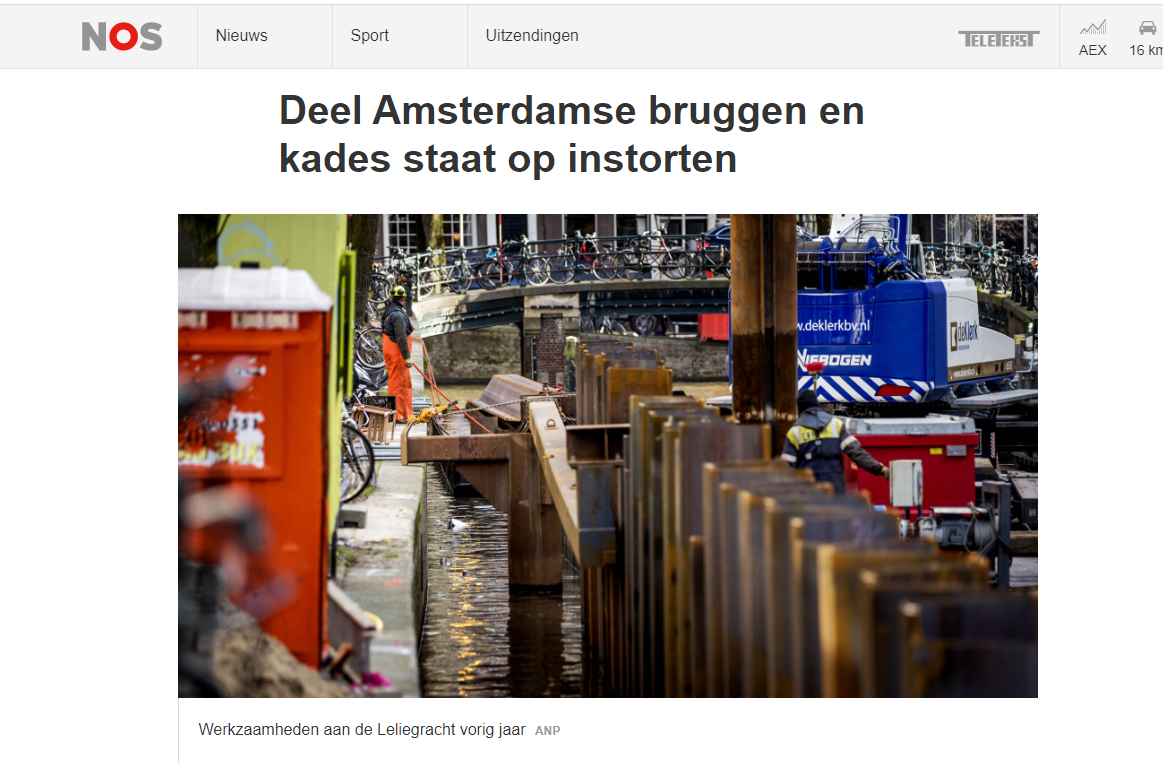 NOS
Nieuws
Sport
Uitzendingen
TELETEKST
AEX
16 km
Deel Amsterdamse bruggen en
kades staat op instorten
w.deklerkbv.nl
deKlerk
NIEBOGEN
Werkzaamheden aan de Leliegracht vorig jaar ANP